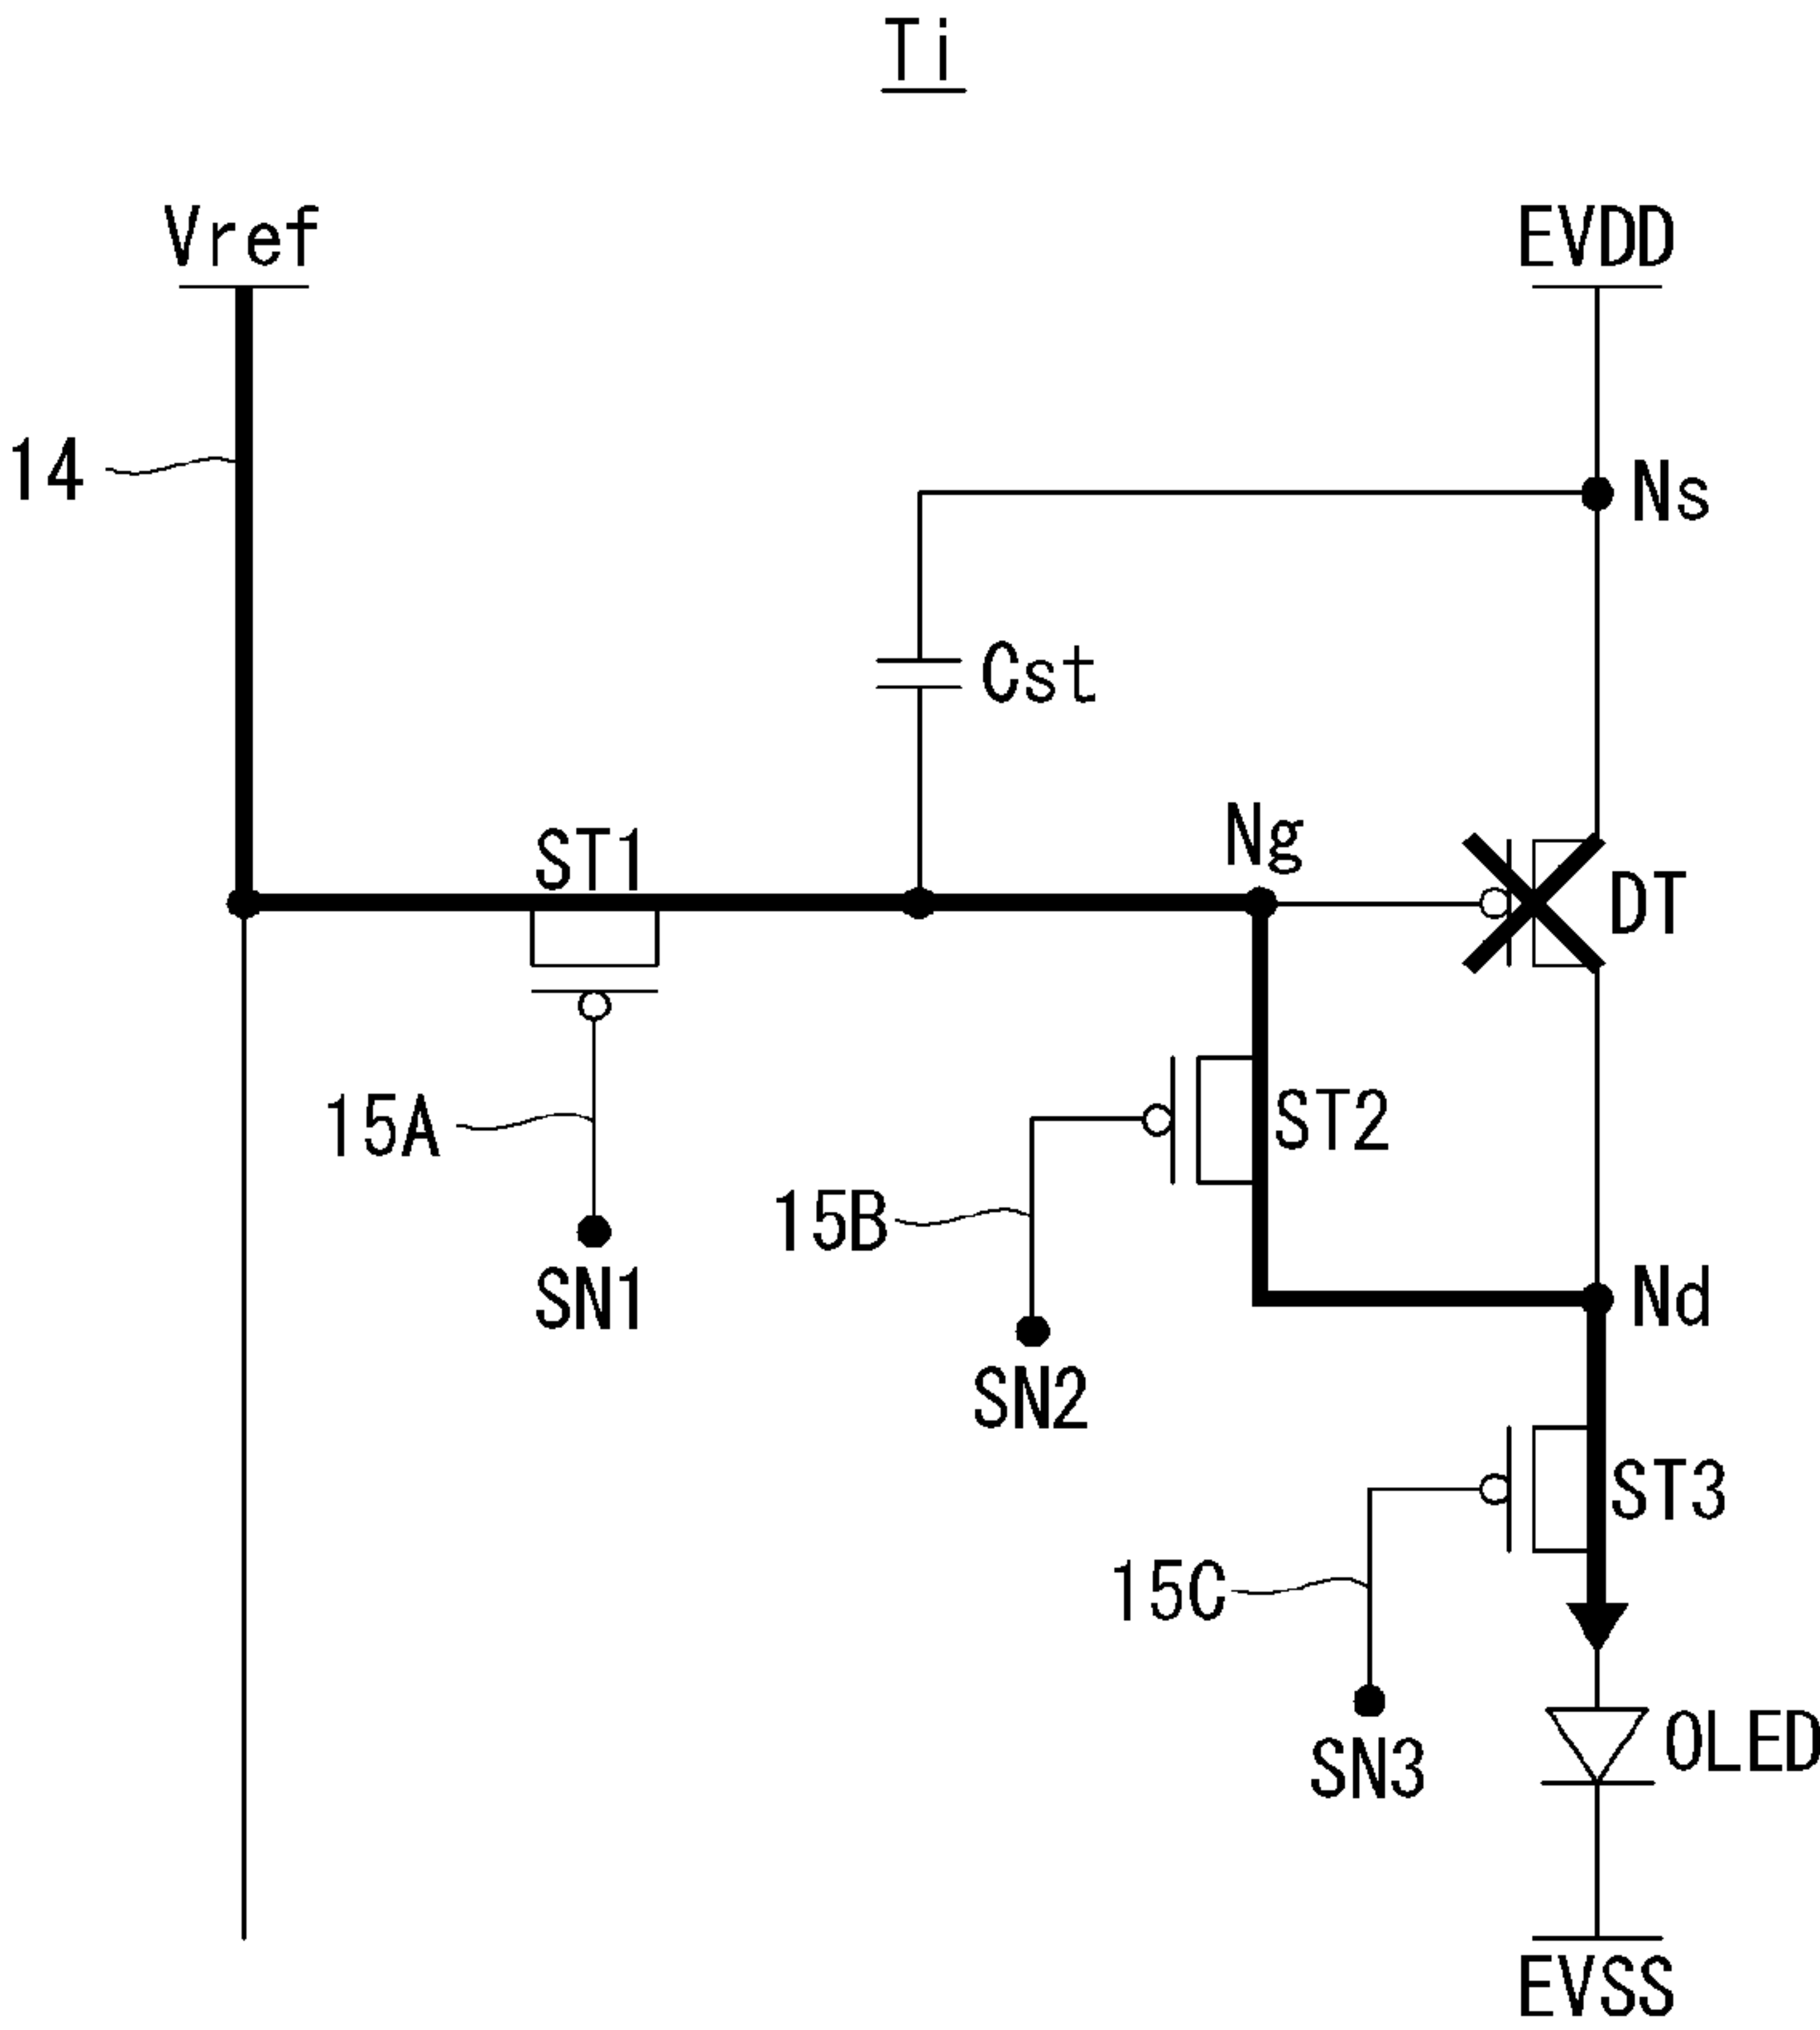 Ti
Vref
EVDD
14
Ns
Cst
Ng
ST1
DT
15A
ST2
15B
SN1
Nd
SN2
ST3
15C
OLED
SN3
EVSS